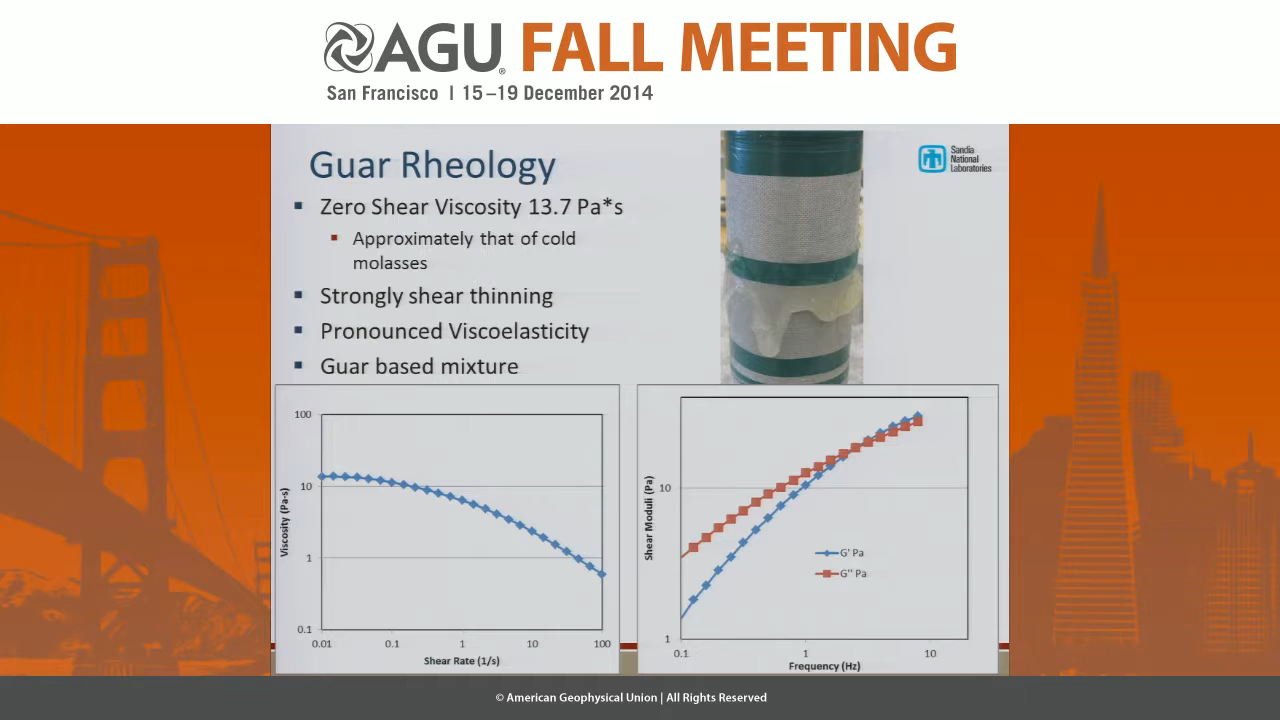 AGU® FALL MEETING
San Francisco | 15–19 December 2014
Guar Rheology
Sandia
National
Laboratories
▪ Zero Shear Viscosity 13.7 Pa*s
▪ Approximately that of cold
molasses
▪ Strongly shear thinning
▪ Pronounced Viscoelasticity
▪ Guar based mixture
100
10
1
0.1
0.01 0.1 1 10 100
Viscosity (Pa-s)
Shear Rate (1/s)
10
1
0.1 1 10
Shear Moduli (Pa)
Frequency (Hz)
G' Pa
G'' Pa
© American Geophysical Union | All Rights Reserved